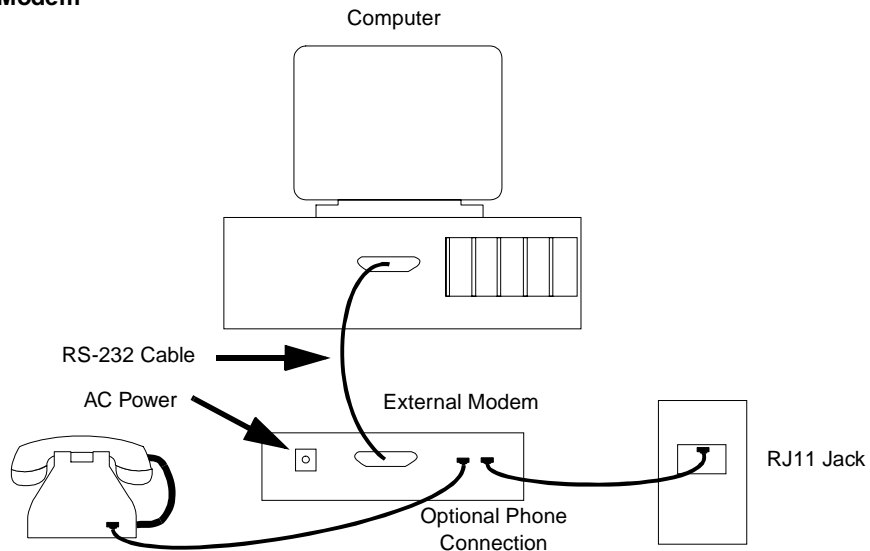 Modem
Computer
RS-232 Cable
AC Power
External Modem
RJ11 Jack
Optional Phone
Connection